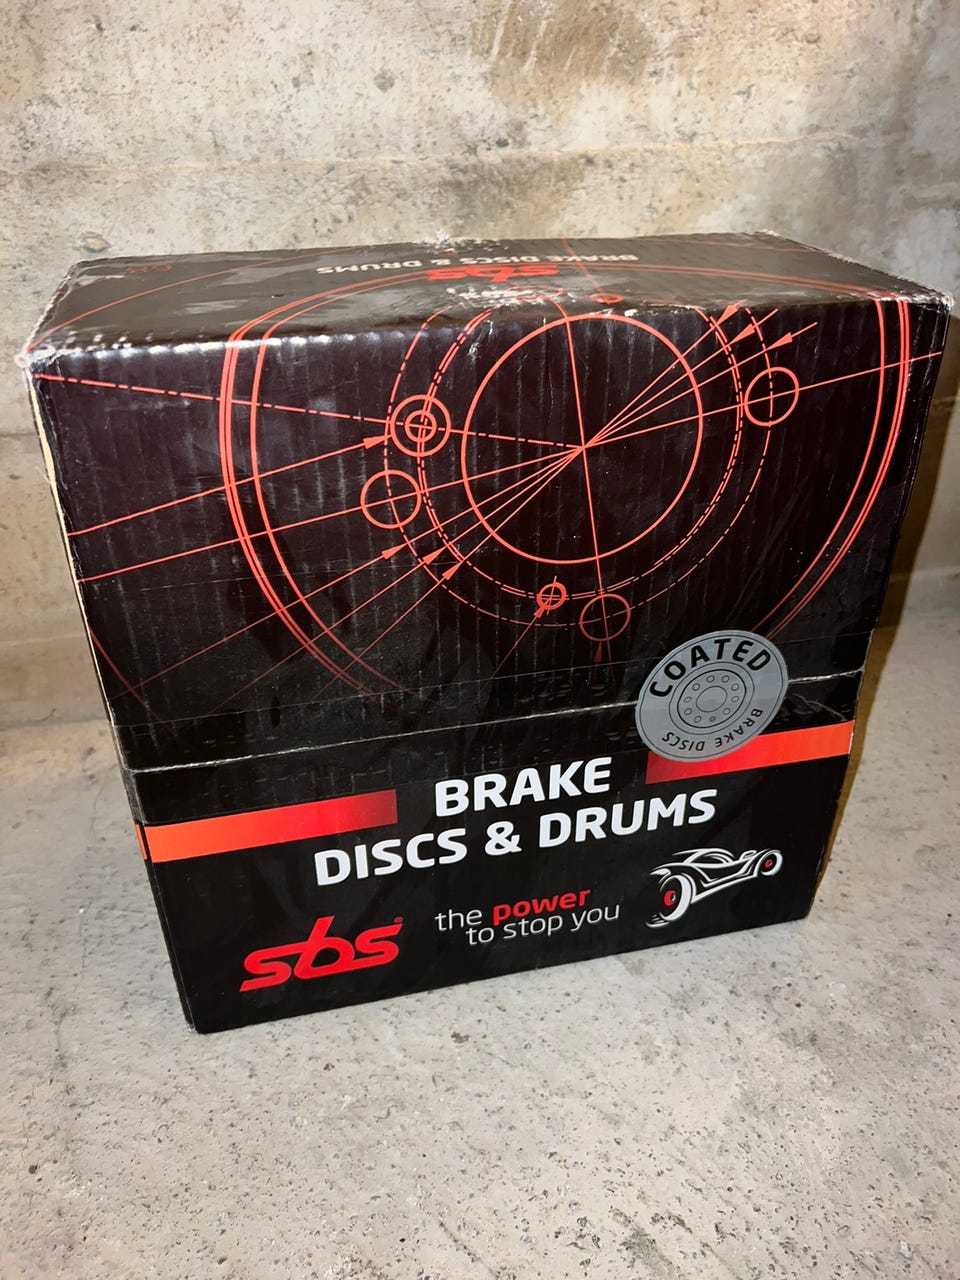 BRAKE DISCS & DRUMS
sbs
COATED
BRAKE DISCS
BRAKE
DISCS & DRUMS
sbs®
the power
to stop you